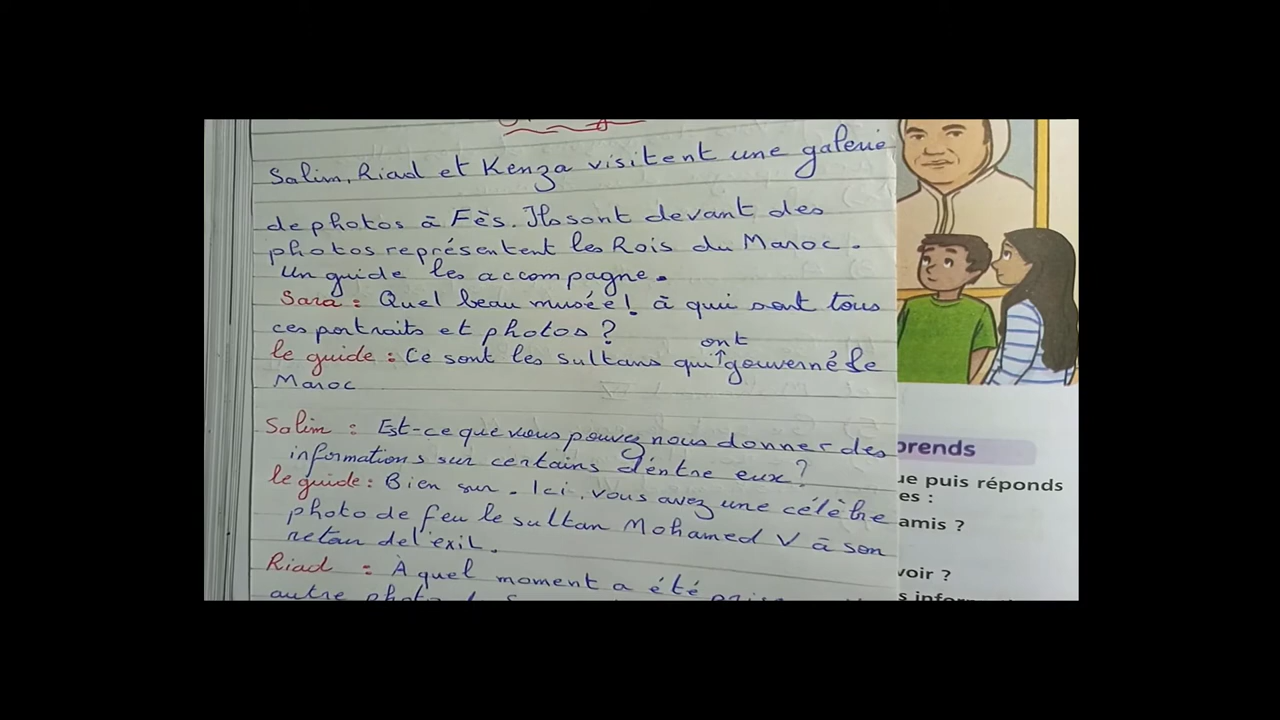 Salim, Riad et Kenza visitent une galerie
de photos à Fès. Ils sont devant des
photos représentent les Rois du Maroc.
Un guide les accompagne.
Sara : Quel beau musée! à qui sont tous
ces portraits et photos ?
ont
le guide : Ce sont les sultans qui ↑ gouverné le
Maroc
Salim : Est-ce que vous pouvez nous donner des
informations sur certains d'entre eux ?
le guide : Bien sur. Ici, vous avez une célèbre
photo de feu le sultan Mohamed V à son
retour de l'exil.
Riad : À quel moment a été
autre
prends
ue puis réponds
es :
amis ?
voir ?
s